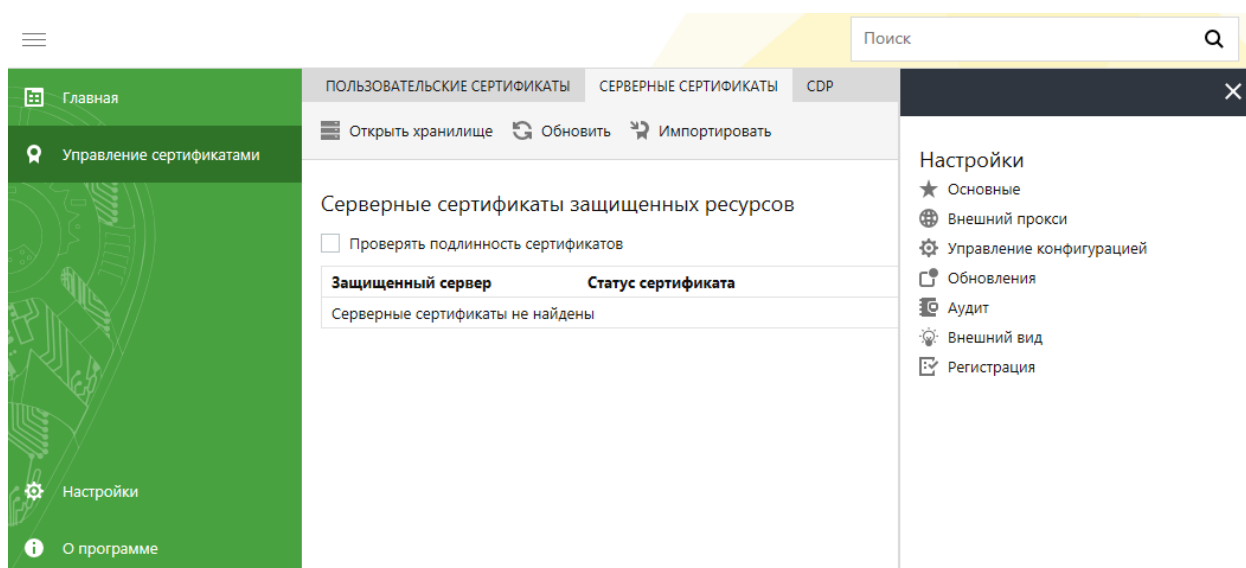 Поиск
Главная
Управление сертификатами
Настройки
О программе
ПОЛЬЗОВАТЕЛЬСКИЕ СЕРТИФИКАТЫ СЕРВЕРНЫЕ СЕРТИФИКАТЫ CDP
Открыть хранилище Обновить Импортировать
Серверные сертификаты защищенных ресурсов
Проверять подлинность сертификатов
Защищенный сервер Статус сертификата
Серверные сертификаты не найдены
Настройки
Основные
Внешний прокси
Управление конфигурацией
Обновления
Аудит
Внешний вид
Регистрация